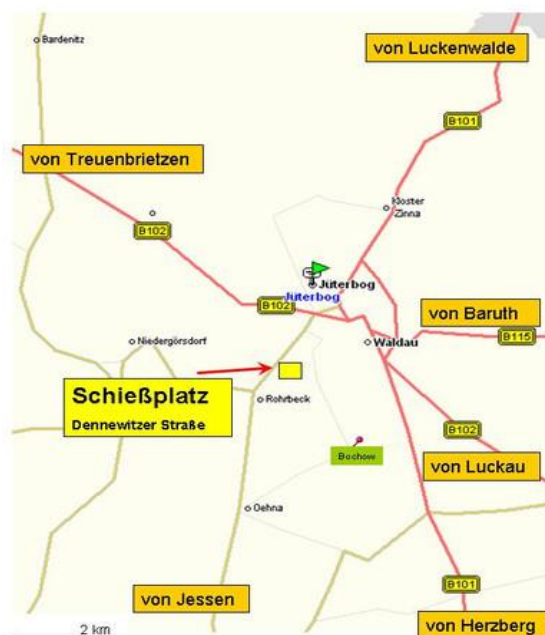 Bardenitz
von Luckenwalde
B101
von Treuenbrietzen
Kloster
Zinna
B102
Jüterbog
Jüterbog
B102
von Baruth
B115
Niedergörsdorf
Waldau
Schießplatz
Dennewitzer Straße
Rohrbeck
B102
Bochow
von Luckau
Oehna
B101
von Jessen
von Herzberg
2 km